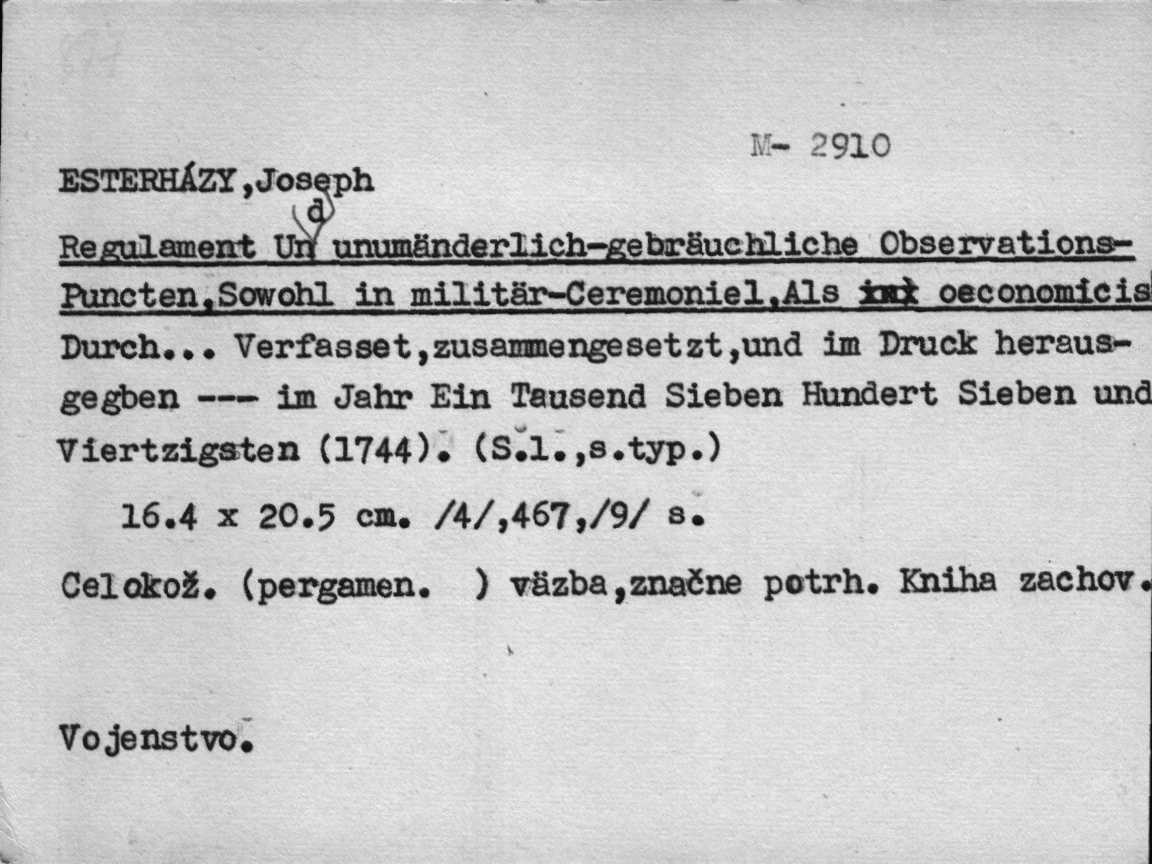 M- 2910
ESTERHÁZY,Joseph
Regulament Und unumänderlich-gebräuchliche Observations-
Puncten,Sowohl in militär-Ceremoniel,Als oeconomicis
Durch... Verfasset,zusammengesetzt,und im Druck heraus-
gegben --- im Jahr Ein Tausend Sieben Hundert Sieben und
Viertzigsten (1744). (S.l.,s.typ.)
16.4 x 20.5 cm. /4/,467,/9/ s.
Celokož. (pergamen. ) väzba,značne potrh. Kniha zachov.
Vojenstvo.